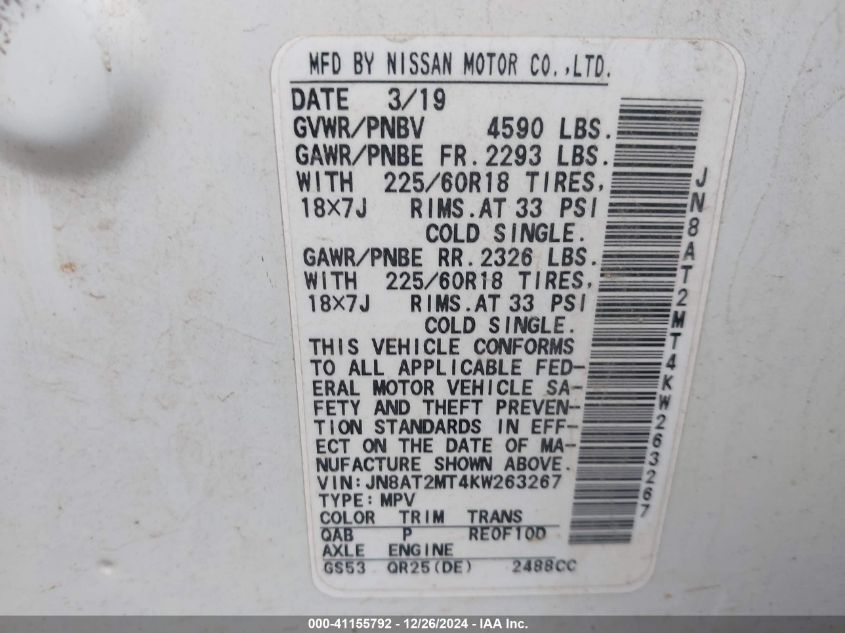 MFD BY NISSAN MOTOR CO.,LTD.
DATE 3/19
GVWR/PNBV 4590 LBS.
GAWR/PNBE FR. 2293 LBS.
WITH 225/60R18 TIRES,
18×7J RIMS. AT 33 PSI
COLD SINGLE.
GAWR/PNBE RR. 2326 LBS.
WITH 225/60R18 TIRES,
18×7J RIMS. AT 33 PSI
COLD SINGLE.
THIS VEHICLE CONFORMS
TO ALL APPLICABLE FED-
ERAL MOTOR VEHICLE SA-
FETY AND THEFT PREVEN-
TION STANDARDS IN EFF-
ECT ON THE DATE OF MA-
NUFACTURE SHOWN ABOVE.
VIN:JN8AT2MT4KW263267
TYPE:MPV
COLOR TRIM TRANS
QAB P RE0F10D
AXLE ENGINE
GS53 QR25(DE) 2488CC
JN8AT2MT4KW263267
000-41155792 - 12/26/2024 - IAA Inc.